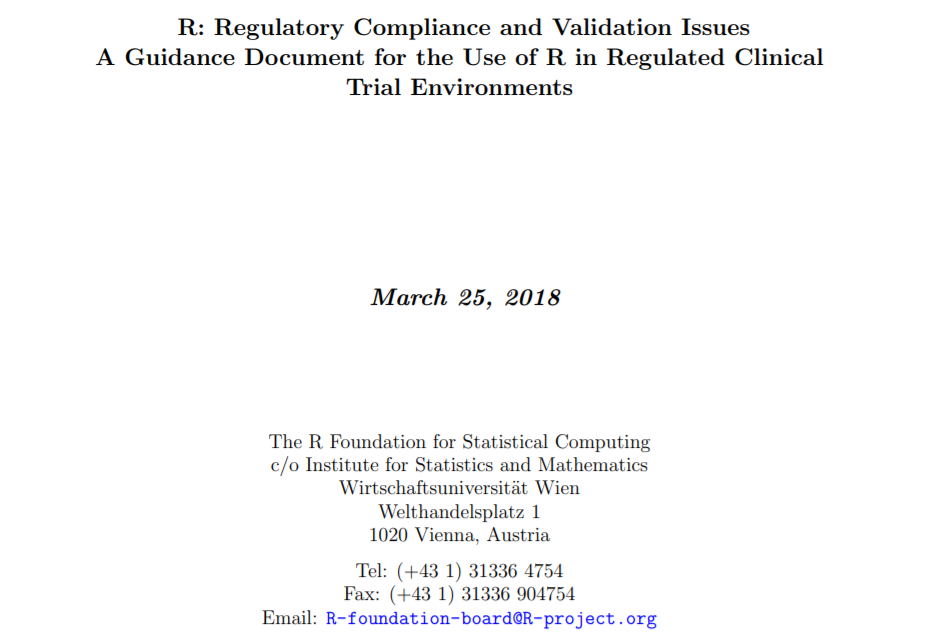 R: Regulatory Compliance and Validation Issues
A Guidance Document for the Use of R in Regulated Clinical
Trial Environments
March 25, 2018
The R Foundation for Statistical Computing
c/o Institute for Statistics and Mathematics
Wirtschaftsuniversität Wien
Welthandelsplatz 1
1020 Vienna, Austria
Tel: (+43 1) 31336 4754
Fax: (+43 1) 31336 904754
Email: R-foundation-board@R-project.org